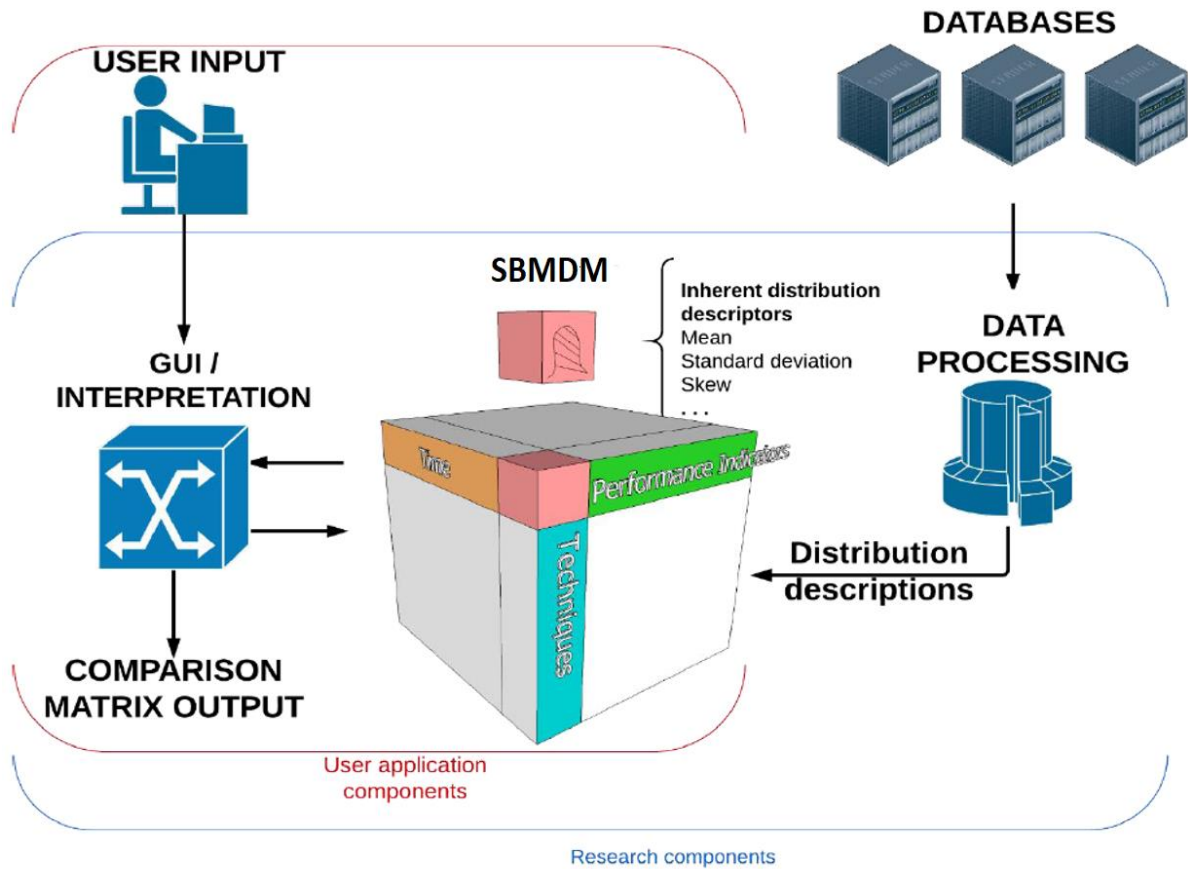 USER INPUT
DATABASES
SBMDM
Inherent distribution
descriptors
Mean
Standard deviation
Skew
. . .
DATA
PROCESSING
GUI /
INTERPRETATION
Time
Performance Indicators
Techniques
Distribution
descriptions
COMPARISON
MATRIX OUTPUT
User application
components
Research components